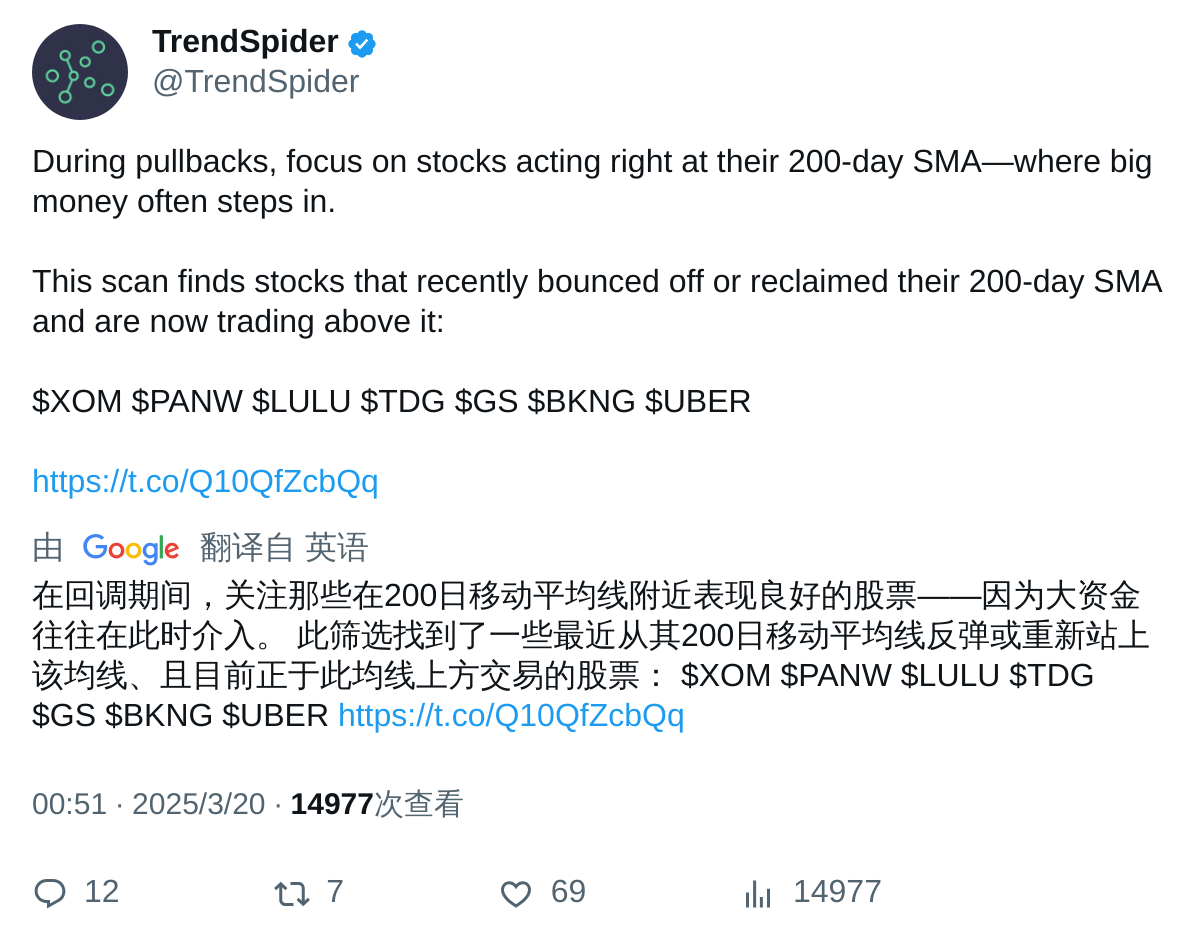 TrendSpider
@TrendSpider
During pullbacks, focus on stocks acting right at their 200-day SMA—where big
money often steps in.
This scan finds stocks that recently bounced off or reclaimed their 200-day SMA
and are now trading above it:
$XOM $PANW $LULU $TDG $GS $BKNG $UBER
https://t.co/Q10QfZcbQq
由 Google 翻译自 英语
在回调期间，关注那些在200日移动平均线附近表现良好的股票——因为大资金
往往在此时介入。 此筛选找到了一些最近从其200日移动平均线反弹或重新站上
该均线、且目前正于此均线上方交易的股票： $XOM $PANW $LULU $TDG
$GS $BKNG $UBER https://t.co/Q10QfZcbQq
00:51 · 2025/3/20 · 14977次查看
12 7 69 14977